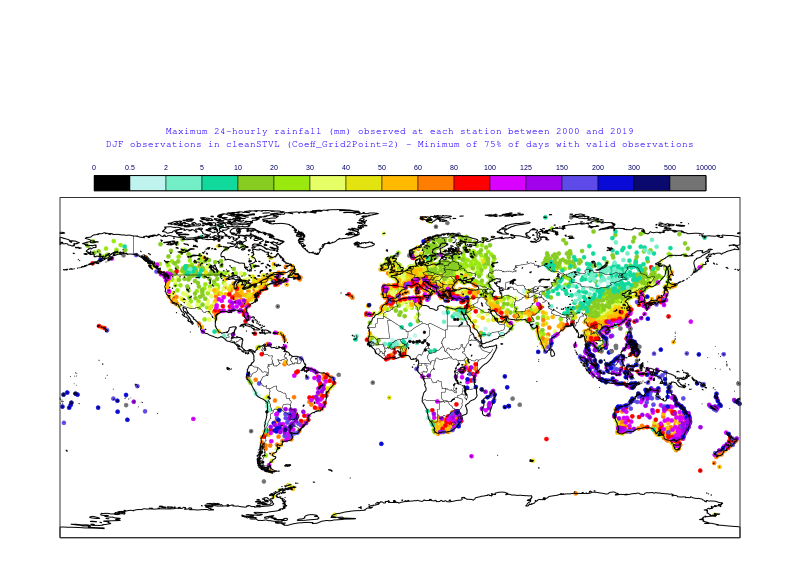 Maximum 24-hourly rainfall (mm) observed at each station between 2000 and 2019
DJF observations in cleanSTVL (Coeff_Grid2Point=2) - Minimum of 75% of days with valid observations
0 0.5 2 5 10 20 30 40 50 60 80 100 125 150 200 300 500 10000